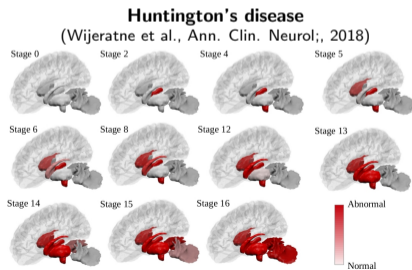 Huntington's disease
(Wijeratne et al., Ann. Clin. Neurol;, 2018)
Stage 0
Stage 2
Stage 4
Stage 5
Stage 6
Stage 8
Stage 12
Stage 13
Stage 14
Stage 15
Stage 16
Abnormal
Normal